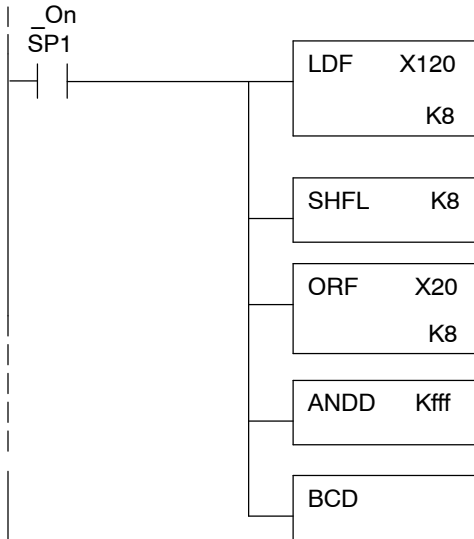 _On
SP1
LDF X120
K8
SHFL K8
ORF X20
K8
ANDD Kfff
BCD